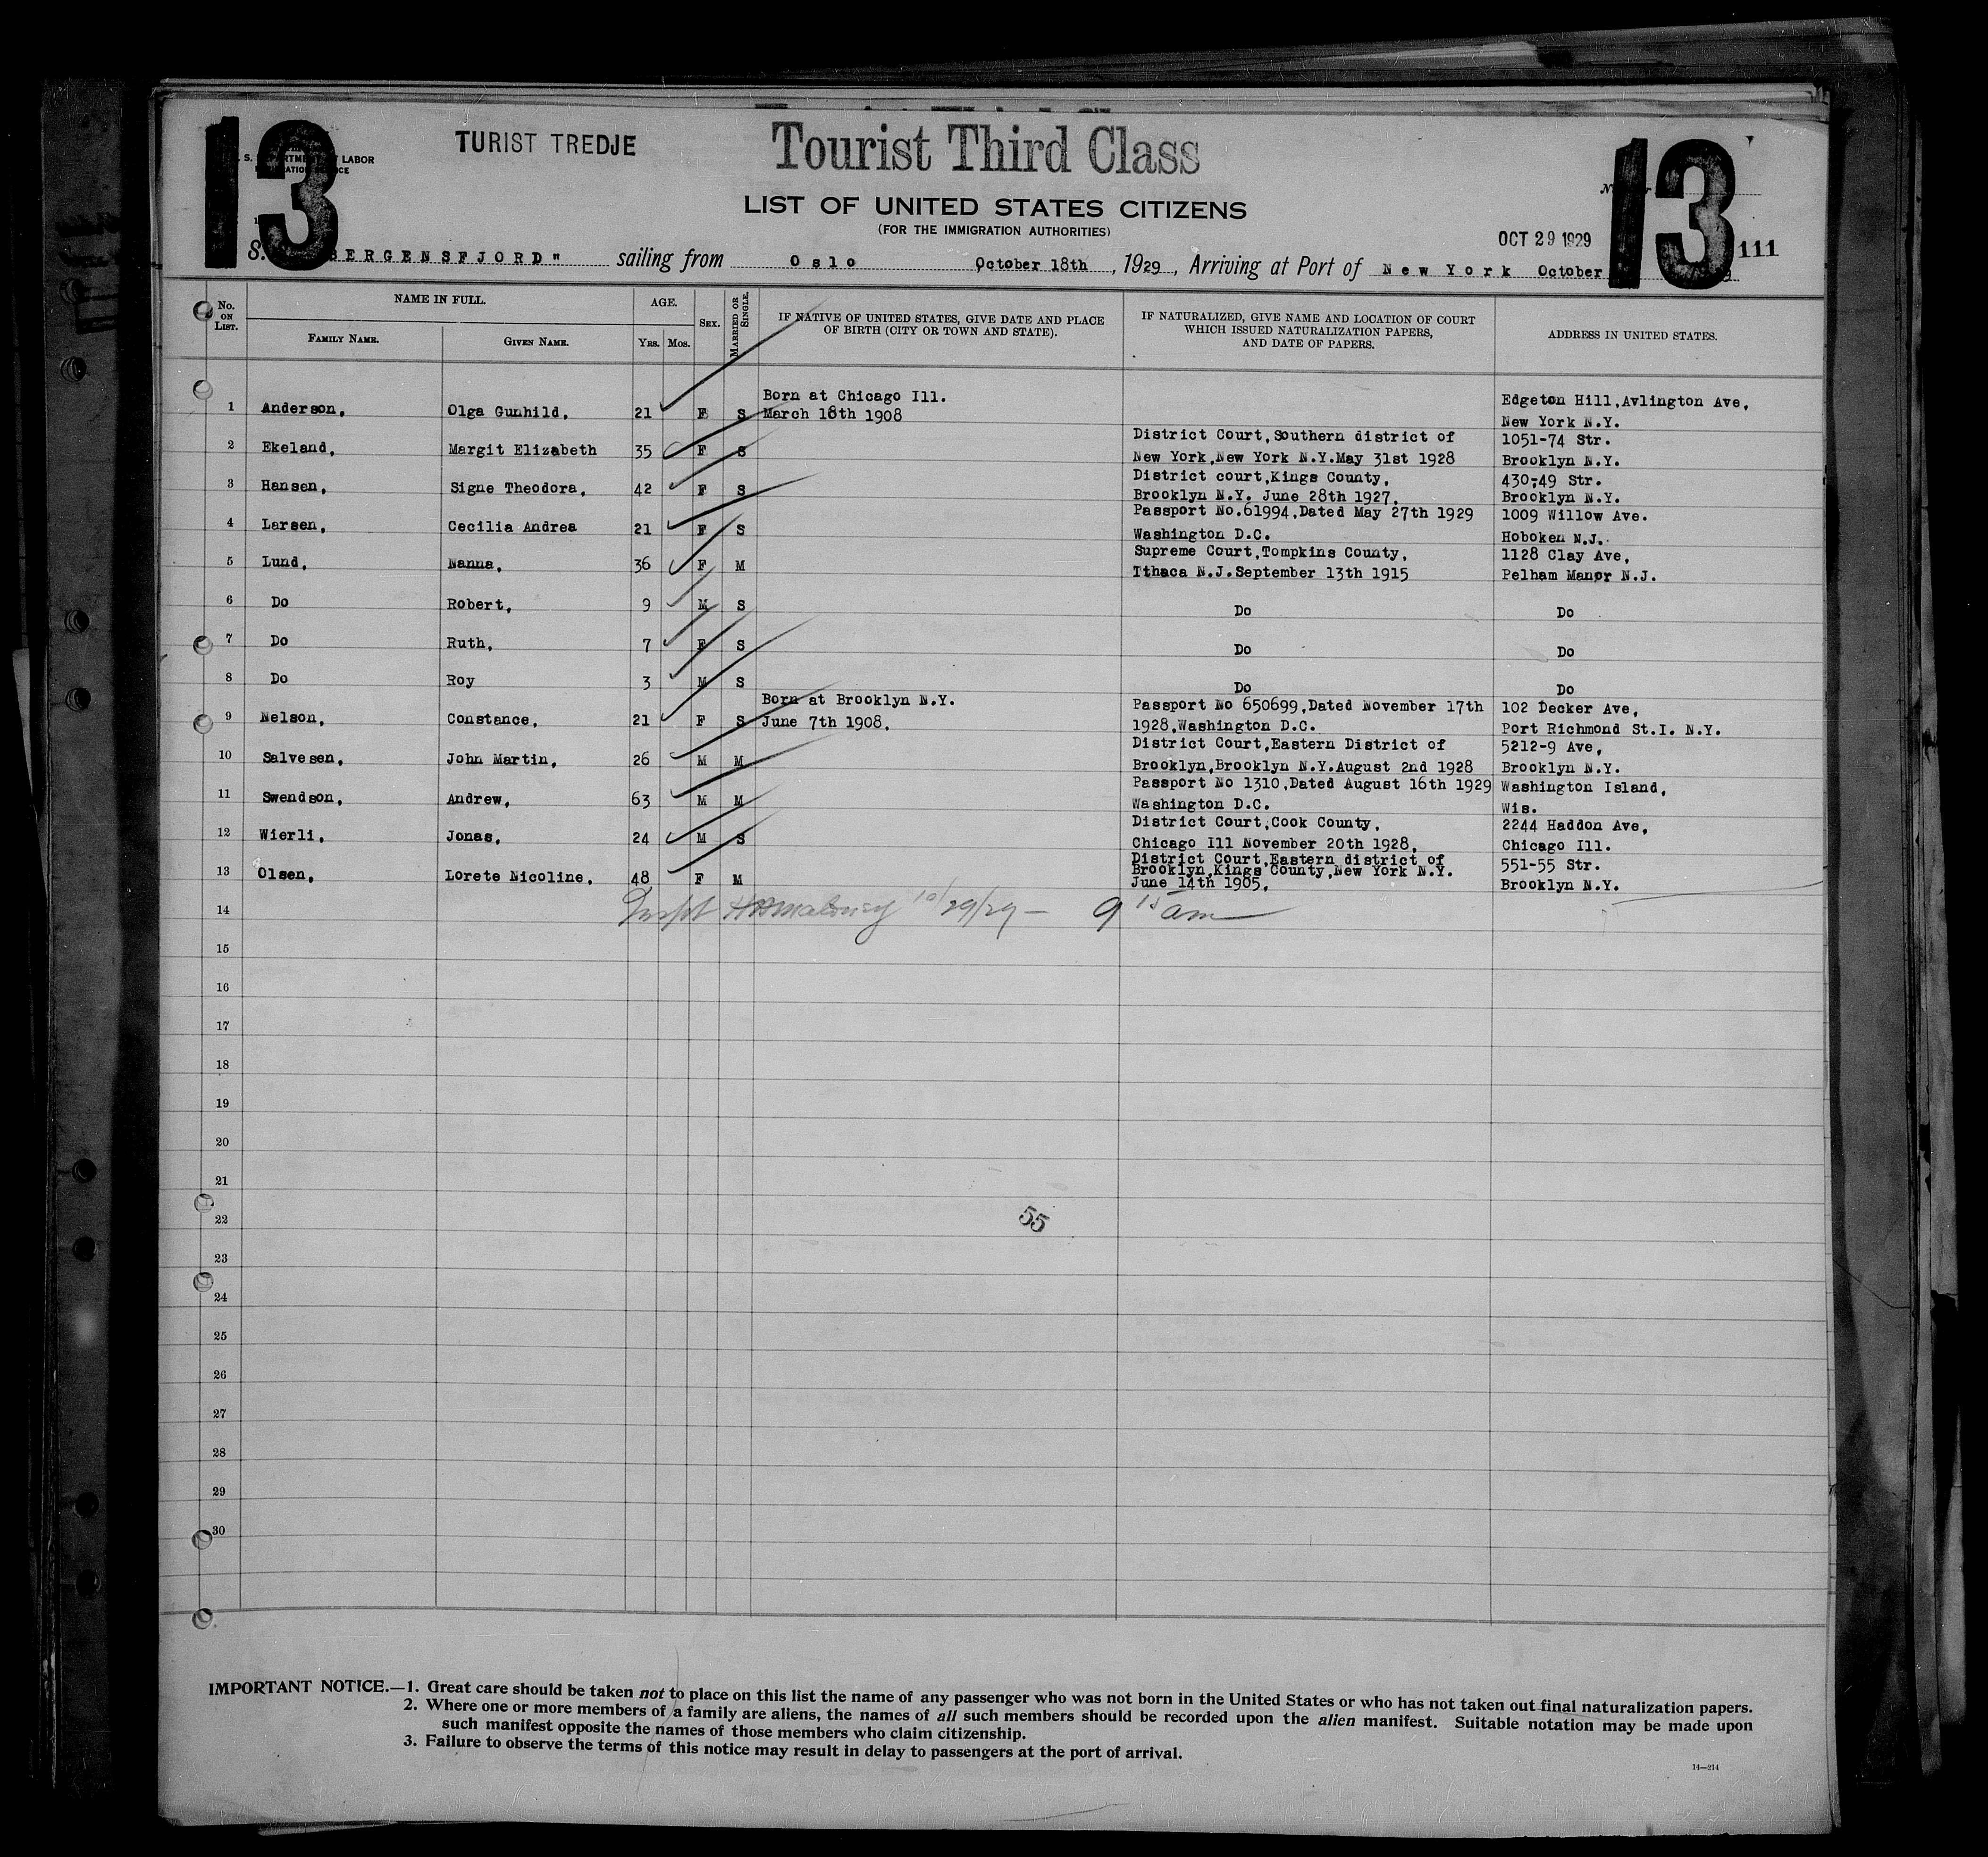 13
TURIST TREDJE
Tourist Third Class
13
S. LABOR
LIST OF UNITED STATES CITIZENS
(FOR THE IMMIGRATION AUTHORITIES)
OCT 29 1929
111
S. BERGENSFJORD" sailing from Oslo October 18th, 1929, Arriving at Port of New York October
No. ON LIST.
NAME IN FULL.
FAMILY NAME.
GIVEN NAME.
AGE.
YRS. MOS.
SEX.
MARRIED OR SINGLE.
IF NATIVE OF UNITED STATES, GIVE DATE AND PLACE
OF BIRTH (CITY OR TOWN AND STATE).
IF NATURALIZED, GIVE NAME AND LOCATION OF COURT
WHICH ISSUED NATURALIZATION PAPERS,
AND DATE OF PAPERS.
ADDRESS IN UNITED STATES.
Born at Chicago Ill. Edgeton Hill,Avlington Ave,
1 Anderson, Olga Gunhild, 21 F S March 18th 1908 New York N.Y.
District Court,Southern district of 1051-74 Str.
2 Ekeland, Margit Elizabeth 35 F S New York,New York N.Y.May 31st 1928 Brooklyn N.Y.
District court,Kings County, 430-49 Str.
3 Hansen, Signe Theodora, 42 F S Brooklyn N.Y. June 28th 1927, Brooklyn N.Y.
Passport No.61994,Dated May 27th 1929 1009 Willow Ave.
4 Larsen, Cecilia Andrea 21 F S Washington D.C. Hoboken N.J.
Supreme Court,Tompkins County, 1128 Clay Ave,
5 Lund, Nanna, 36 F M Ithaca N.J.September 13th 1915 Pelham Manor N.J.
6 Do Robert, 9 M S Do Do
7 Do Ruth, 7 F S Do Do
8 Do Roy 3 M S Do Do
Born at Brooklyn N.Y. Passport No 650699,Dated November 17th 102 Decker Ave,
9 Nelson, Constance, 21 F S June 7th 1908, 1928,Washington D.C. Port Richmond St.I. N.Y.
District Court,Eastern District of 5212-9 Ave,
10 Salvesen, John Martin, 26 M M Brooklyn,Brooklyn N.Y.August 2nd 1928 Brooklyn N.Y.
Passport No 1310,Dated August 16th 1929 Washington Island,
11 Swendson, Andrew, 63 M M Washington D.C. Wis.
District Court,Cook County, 2244 Haddon Ave,
12 Wierli, Jonas, 24 M S Chicago Ill November 20th 1928, Chicago Ill.
District Court,Eastern district of
Brooklyn,Kings County,New York N.Y. 551-55 Str.
13 Olsen, Lorete Nicoline, 48 F M June 14th 1905, Brooklyn N.Y.
14 10/29/29 — 9 15 am
15
16
17
18
19
20
21
22
55
23
24
25
26
27
28
29
30
IMPORTANT NOTICE.—1. Great care should be taken not to place on this list the name of any passenger who was not born in the United States or who has not taken out final naturalization papers.
2. Where one or more members of a family are aliens, the names of all such members should be recorded upon the alien manifest. Suitable notation may be made upon
such manifest opposite the names of those members who claim citizenship.
3. Failure to observe the terms of this notice may result in delay to passengers at the port of arrival.
14—214